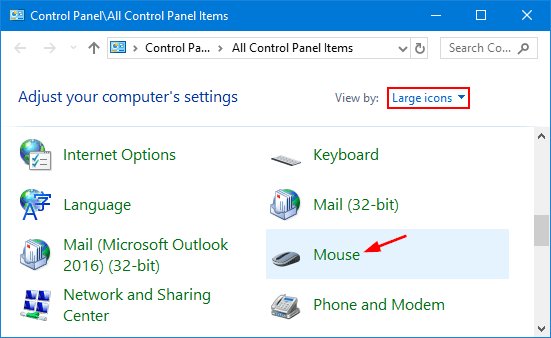 Control Panel\All Control Panel Items
Control Pa...
All Control Panel Items
Search Co...
Adjust your computer's settings
View by:
Large icons
Internet Options
Keyboard
Language
Mail (32-bit)
Mail (Microsoft Outlook
2016) (32-bit)
Mouse
Network and Sharing
Center
Phone and Modem